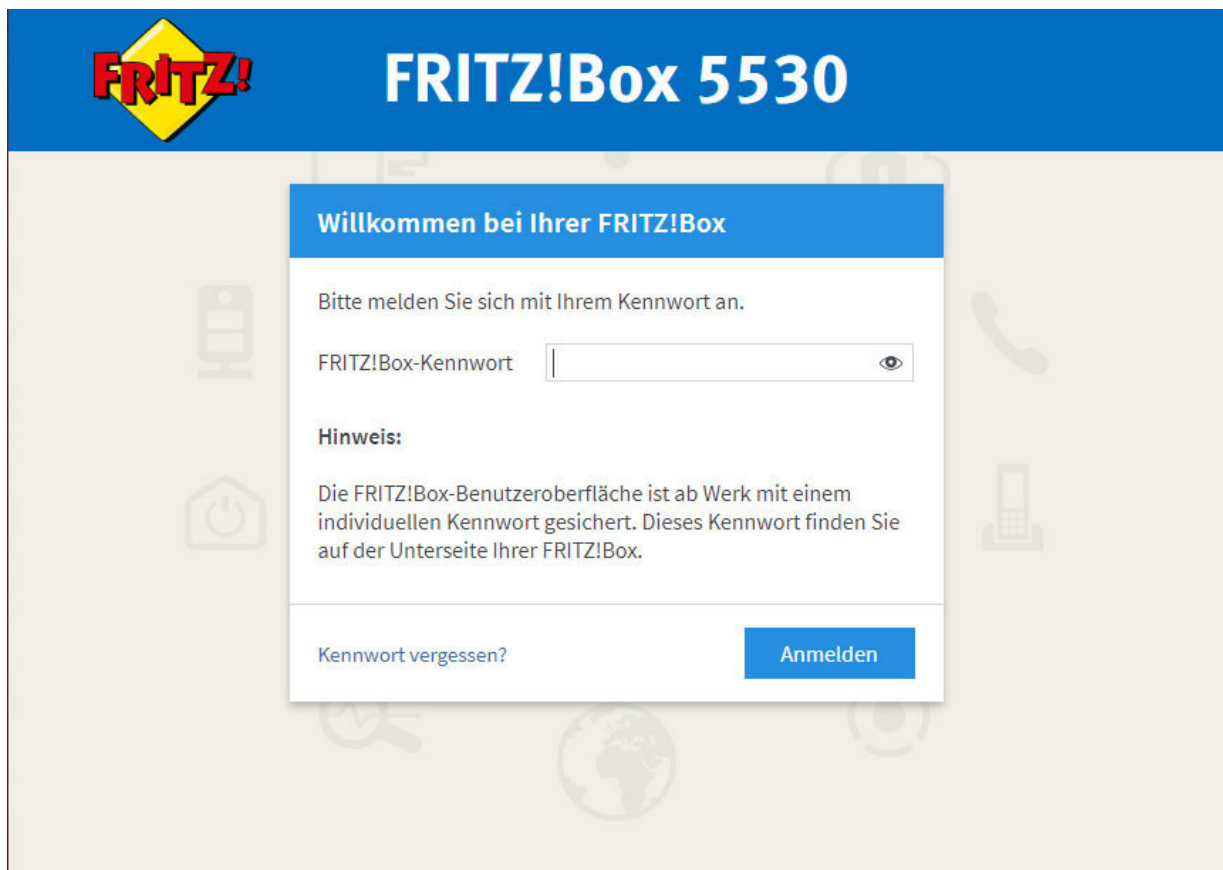 FRITZ!
FRITZ!Box 5530
Willkommen bei Ihrer FRITZ!Box
Bitte melden Sie sich mit Ihrem Kennwort an.
FRITZ!Box-Kennwort
Hinweis:
Die FRITZ!Box-Benutzeroberfläche ist ab Werk mit einem
individuellen Kennwort gesichert. Dieses Kennwort finden Sie
auf der Unterseite Ihrer FRITZ!Box.
Kennwort vergessen?
Anmelden